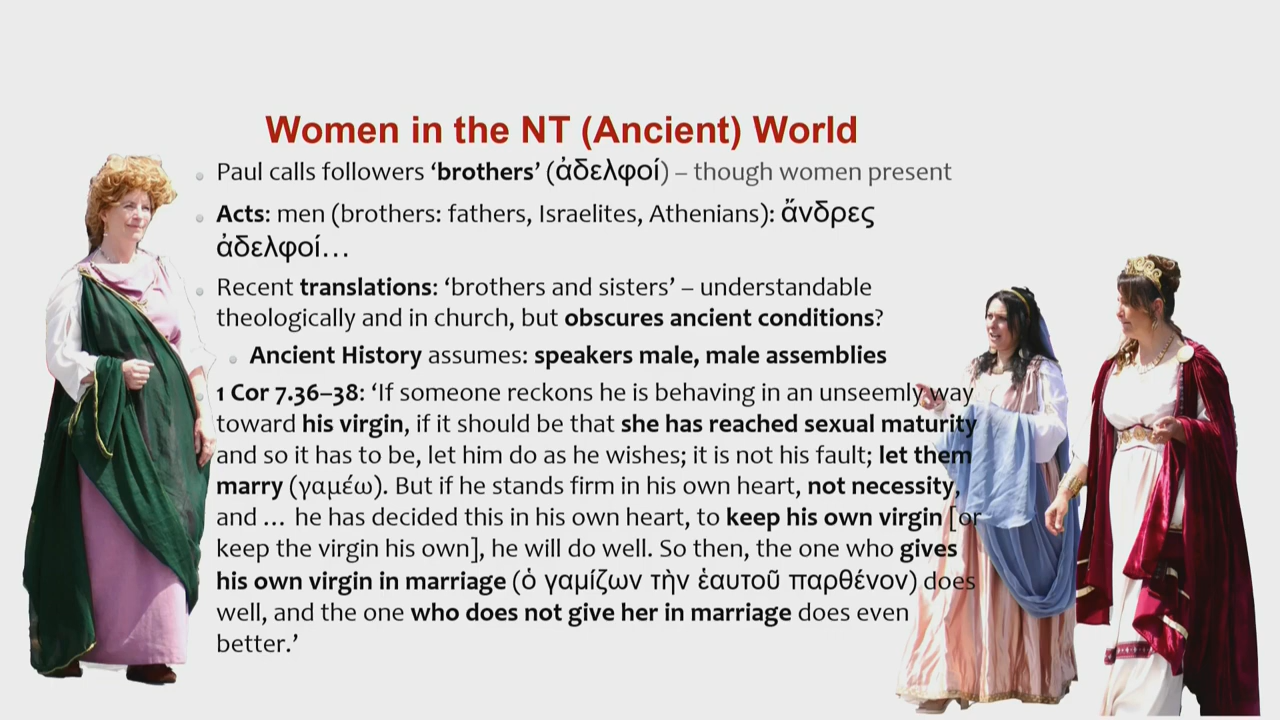 Women in the NT (Ancient) World
Paul calls followers ‘brothers’ (ἀδελφοί) – though women present
Acts: men (brothers: fathers, Israelites, Athenians): ἄνδρες
ἀδελφοί…
Recent translations: ‘brothers and sisters’ – understandable
theologically and in church, but obscures ancient conditions?
Ancient History assumes: speakers male, male assemblies
1 Cor 7.36–38: ‘If someone reckons he is behaving in an unseemly way
toward his virgin, if it should be that she has reached sexual maturity
and so it has to be, let him do as he wishes; it is not his fault; let them
marry (γαμέω). But if he stands firm in his own heart, not necessity,
and … he has decided this in his own heart, to keep his own virgin [or
keep the virgin his own], he will do well. So then, the one who gives
his own virgin in marriage (ὁ γαμίζων τὴν ἑαυτοῦ παρθένον) does
well, and the one who does not give her in marriage does even
better.’